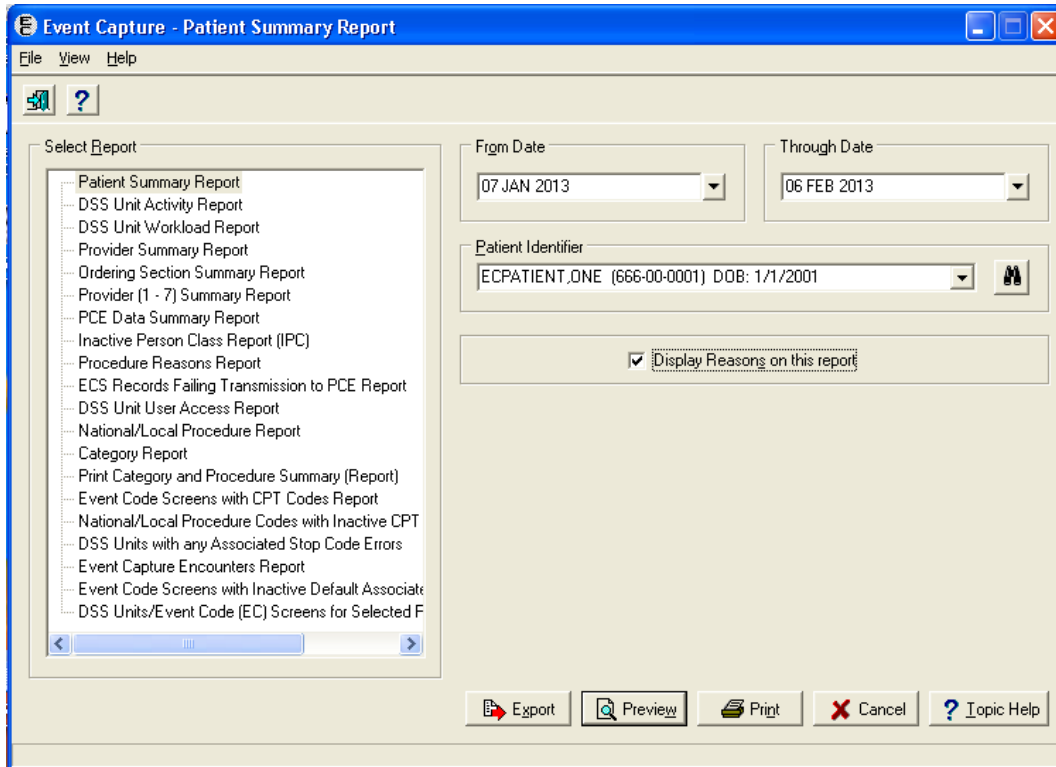 Event Capture - Patient Summary Report
File View Help
Select Report
Patient Summary Report
DSS Unit Activity Report
DSS Unit Workload Report
Provider Summary Report
Ordering Section Summary Report
Provider (1 - 7) Summary Report
PCE Data Summary Report
Inactive Person Class Report (IPC)
Procedure Reasons Report
ECS Records Failing Transmission to PCE Report
DSS Unit User Access Report
National/Local Procedure Report
Category Report
Print Category and Procedure Summary (Report)
Event Code Screens with CPT Codes Report
National/Local Procedure Codes with Inactive CPT
DSS Units with any Associated Stop Code Errors
Event Capture Encounters Report
Event Code Screens with Inactive Default Associate
DSS Units/Event Code (EC) Screens for Selected F
From Date
07 JAN 2013
Through Date
06 FEB 2013
Patient Identifier
ECPATIENT,ONE (666-00-0001) DOB: 1/1/2001
Display Reasons on this report
Export Preview Print Cancel ? Topic Help